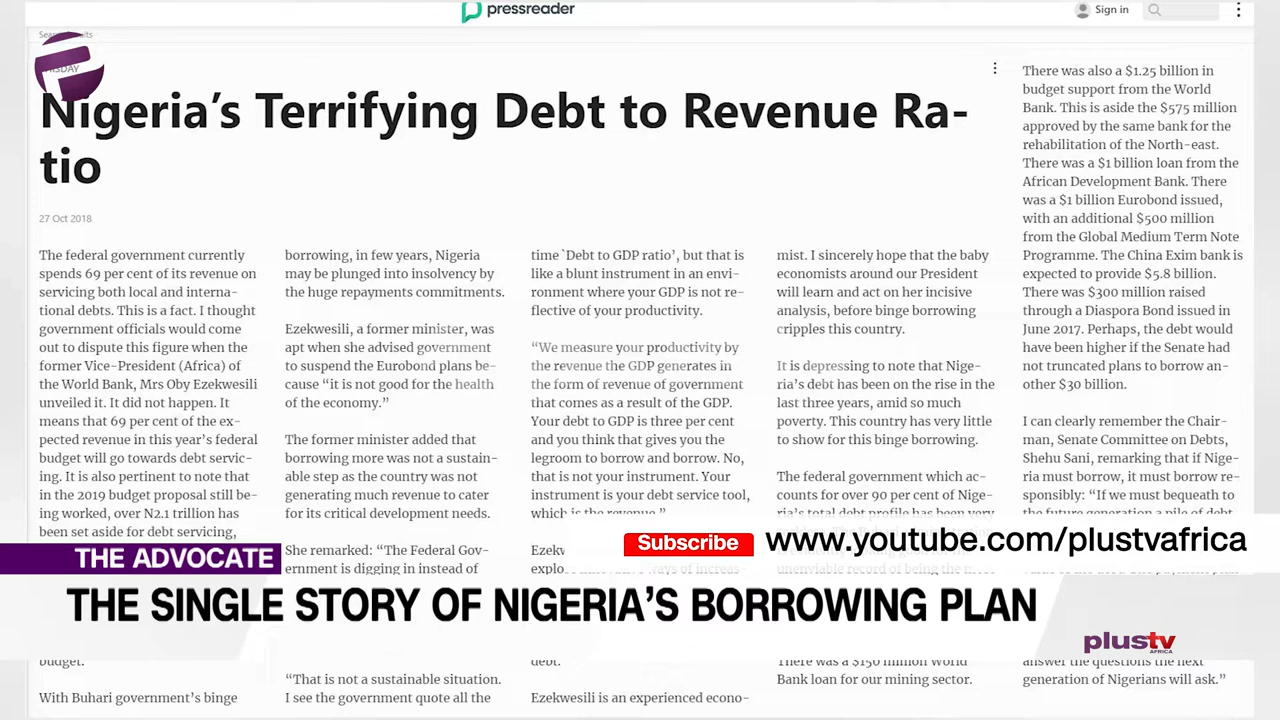 pressreader
Sign in
Nigeria's Terrifying Debt to Revenue Ra-
tio
27 Oct 2018
The federal government currently
spends 69 per cent of its revenue on
servicing both local and interna-
tional debts. This is a fact. I thought
government officials would come
out to dispute this figure when the
former Vice-President (Africa) of
the World Bank, Mrs Oby Ezekwesili
unveiled it. It did not happen. It
means that 69 per cent of the ex-
pected revenue in this year's federal
budget will go towards debt servic-
ing. It is also pertinent to note that
in the 2019 budget proposal still be-
ing worked, over N2.1 trillion has
been set aside for debt servicing,
budget.
With Buhari government's binge
borrowing, in few years, Nigeria
may be plunged into insolvency by
the huge repayments commitments.
Ezekwesili, a former minister, was
apt when she advised government
to suspend the Eurobond plans be-
cause “it is not good for the health
of the economy.”
The former minister added that
borrowing more was not a sustain-
able step as the country was not
generating much revenue to cater
for its critical development needs.
She remarked: “The Federal Gov-
ernment is digging in instead of
“That is not a sustainable situation.
I see the government quote all the
time `Debt to GDP ratio’, but that is
like a blunt instrument in an envi-
ronment where your GDP is not re-
flective of your productivity.
“We measure your productivity by
the revenue the GDP generates in
the form of revenue of government
that comes as a result of the GDP.
Your debt to GDP is three per cent
and you think that gives you the
legroom to borrow and borrow. No,
that is not your instrument. Your
instrument is your debt service tool,
which is the revenue.”
debt.
Ezekwesili is an experienced econo-
mist. I sincerely hope that the baby
economists around our President
will learn and act on her incisive
analysis, before binge borrowing
cripples this country.
It is depressing to note that Nige-
ria's debt has been on the rise in the
last three years, amid so much
poverty. This country has very little
to show for this binge borrowing.
The federal government which ac-
counts for over 90 per cent of Nige-
ria's total debt profile has been very
unenviable record of being the
There was a $150 million World
Bank loan for our mining sector.
There was also a $1.25 billion in
budget support from the World
Bank. This is aside the $575 million
approved by the same bank for the
rehabilitation of the North-east.
There was a $1 billion loan from the
African Development Bank. There
was a $1 billion Eurobond issued,
with an additional $500 million
from the Global Medium Term Note
Programme. The China Exim bank is
expected to provide $5.8 billion.
There was $300 million raised
through a Diaspora Bond issued in
June 2017. Perhaps, the debt would
have been higher if the Senate had
not truncated plans to borrow an-
other $30 billion.
I can clearly remember the Chair-
man, Senate Committee on Debts,
Shehu Sani, remarking that if Nige-
ria must borrow, it must borrow re-
sponsibly: “If we must bequeath to
the future generation a pile of debt
answer the questions the next
generation of Nigerians will ask.”
Subscribe
www.youtube.com/plustvafrica
THE ADVOCATE
THE SINGLE STORY OF NIGERIA'S BORROWING PLAN
plustv
AFRICA